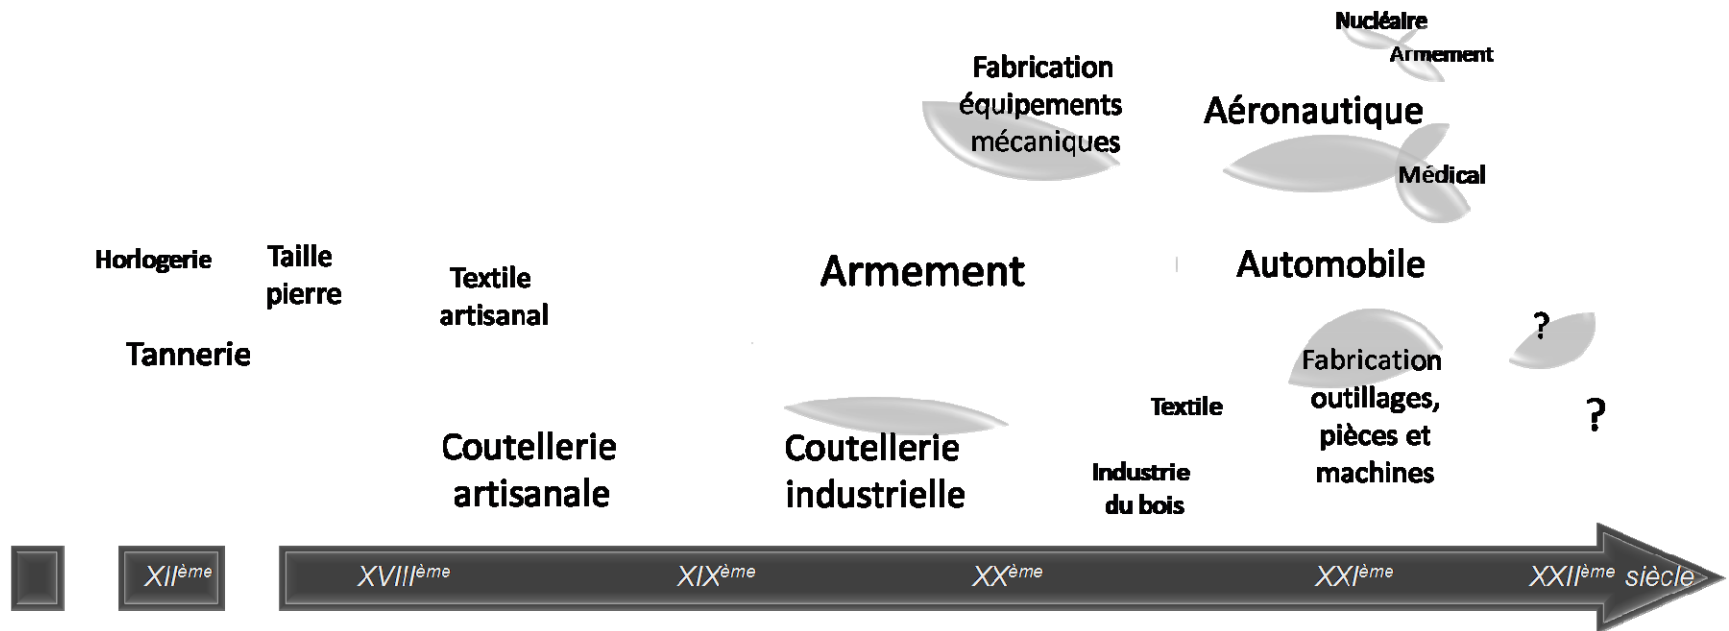 Nucléaire
Armement
Fabrication
équipements
mécaniques
Aéronautique
Médical
Horlogerie
Taille
pierre
Textile
artisanal
Armement
Automobile
Tannerie
?
Fabrication
outillages,
pièces et
machines
Textile
?
Coutellerie
artisanale
Coutellerie
industrielle
Industrie
du bois
XIIème XVIIIème XIXème XXème XXIème XXIIème siècle